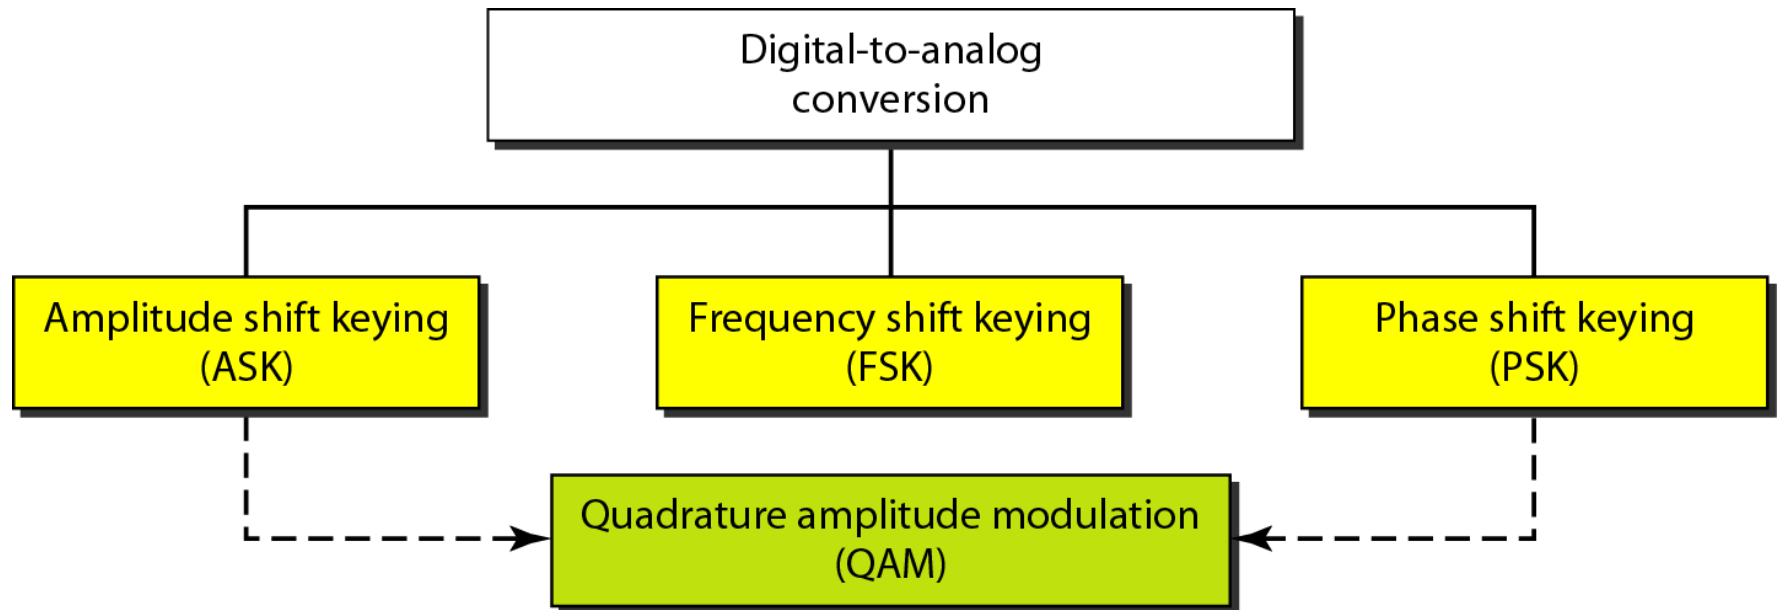 Digital-to-analog
conversion
Amplitude shift keying
(ASK)
Frequency shift keying
(FSK)
Phase shift keying
(PSK)
Quadrature amplitude modulation
(QAM)